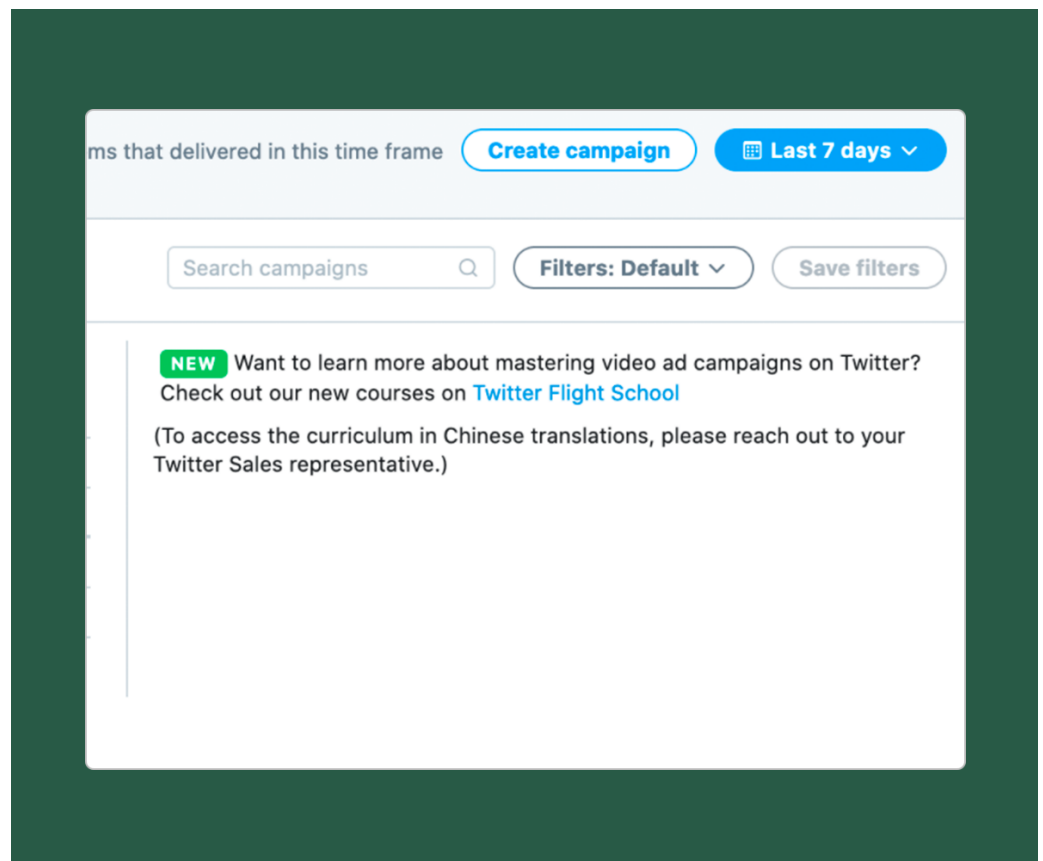 ms that delivered in this time frame Create campaign Last 7 days
Search campaigns Filters: Default Save filters
NEW Want to learn more about mastering video ad campaigns on Twitter?
Check out our new courses on Twitter Flight School
(To access the curriculum in Chinese translations, please reach out to your
Twitter Sales representative.)